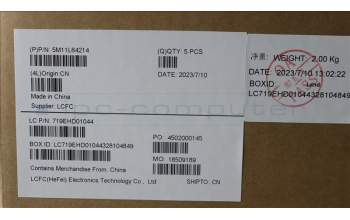 (P)P/N: 5M11L64214
(Q)QTY: 5 PCS
(4L)Origin:CN
DATE: 2023/7/10
Made in China
Supplier: LCFC
净重: WEIGHT: 2.00 Kg
DATE: 2023/7/10 13:02:22
BOXID
LC719EHD01044328104849
LC P/N: 719EHD01044
PO: 4502000145
BOX.ID: LC719EHD01044328104849
MO: 18509189
Contains Merchandise From. China
LCFC(HeFei) Electronics Technology Co., Ltd
SHIPTO: CN